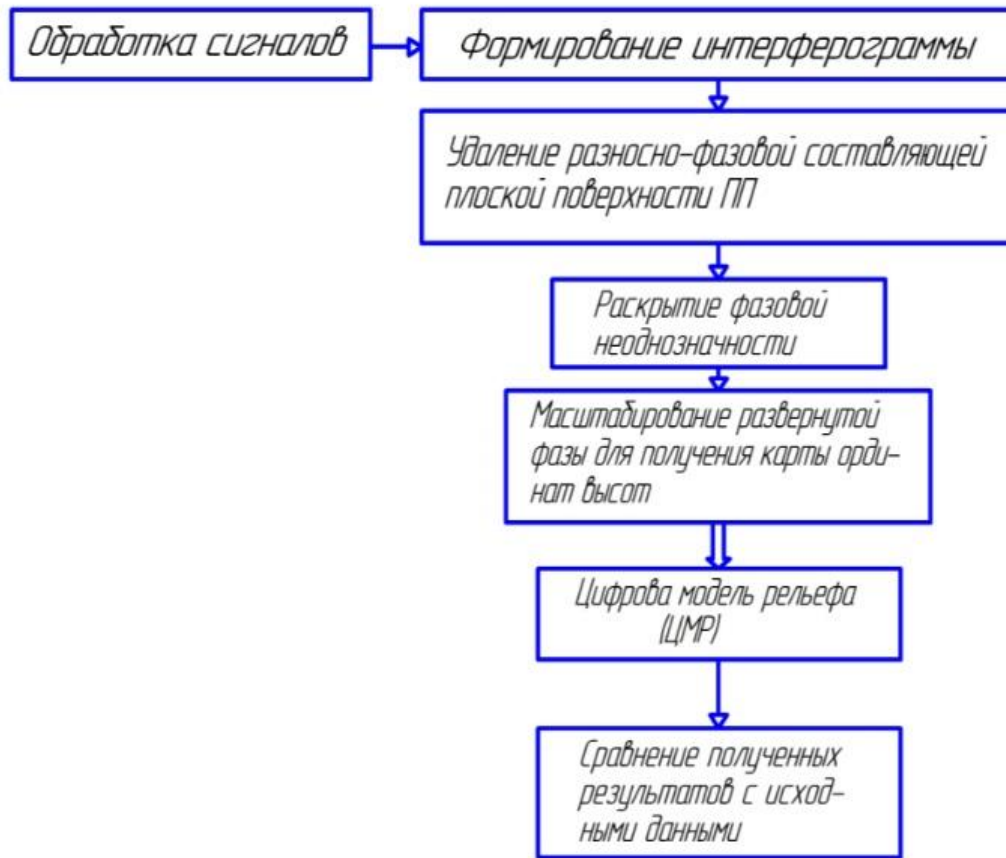 Обработка сигналов
Формирование интерферограммы
Удаление разносно-фазовой составляющей
плоской поверхности ПП
Раскрытие фазовой
неоднозначности
Масштабирование развернутой
фазы для получения карты орди-
нат высот
Цифрова модель рельефа
(ЦМР)
Сравнение полученных
результатов с исход-
ными данными